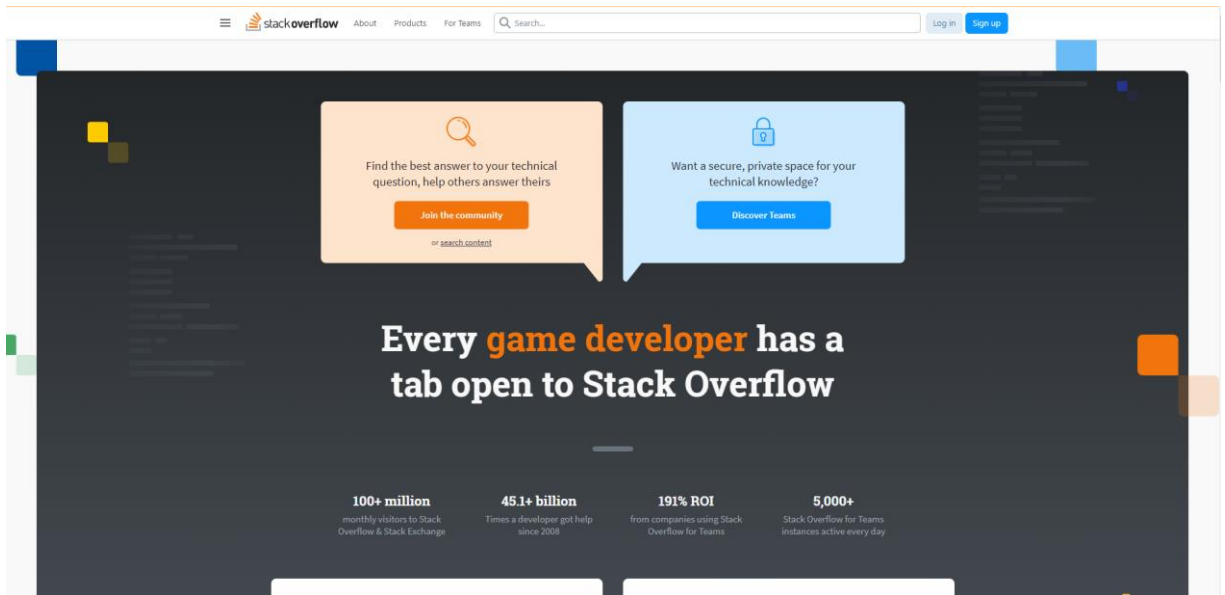 stackoverflow About Products For Teams Search... Log in Sign up
Find the best answer to your technical
question, help others answer theirs
Join the community
or search content
Want a secure, private space for your
technical knowledge?
Discover Teams
Every game developer has a
tab open to Stack Overflow
100+ million
monthly visitors to Stack
Overflow & Stack Exchange
45.1+ billion
Times a developer got help
since 2008
191% ROI
from companies using Stack
Overflow for Teams
5,000+
Stack Overflow for Teams
instances active every day